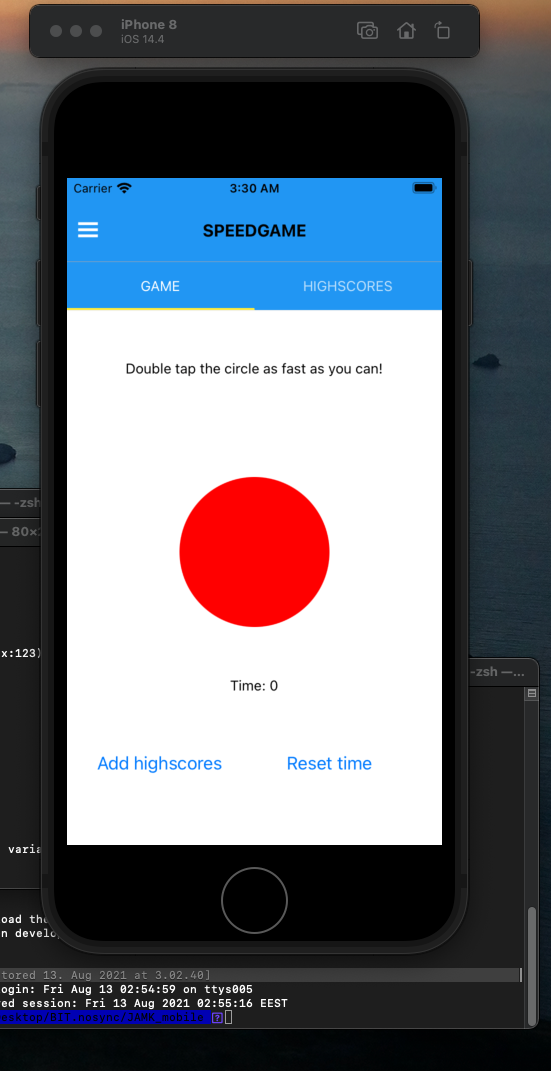 iPhone 8
iOS 14.4
Carrier
3:30 AM
SPEEDGAME
GAME
HIGHSCORES
Double tap the circle as fast as you can!
Time: 0
Add highscores
Reset time
— -zsh
— 80×
x:123)
-zsh —...
varia
oad the
n develo
tored 13. Aug 2021 at 3.02.40]
ogin: Fri Aug 13 02:54:59 on ttys005
ed session: Fri 13 Aug 2021 02:55:16 EEST